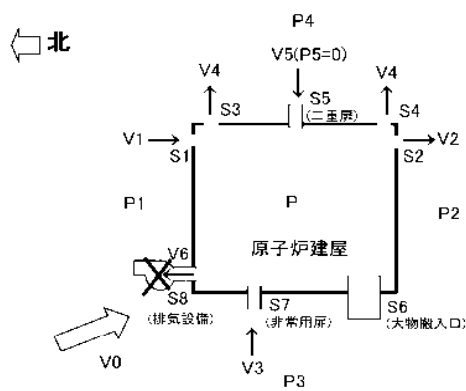 北
P4
V5(P5=0)
V4
V4
S5
(二重扉)
S3
S4
V1
V2
S1
S2
P1
P
P2
原子炉建屋
V6
S8
(排気設備)
S7
(非常用扉)
S6
(大物搬入口)
V0
V3
P3